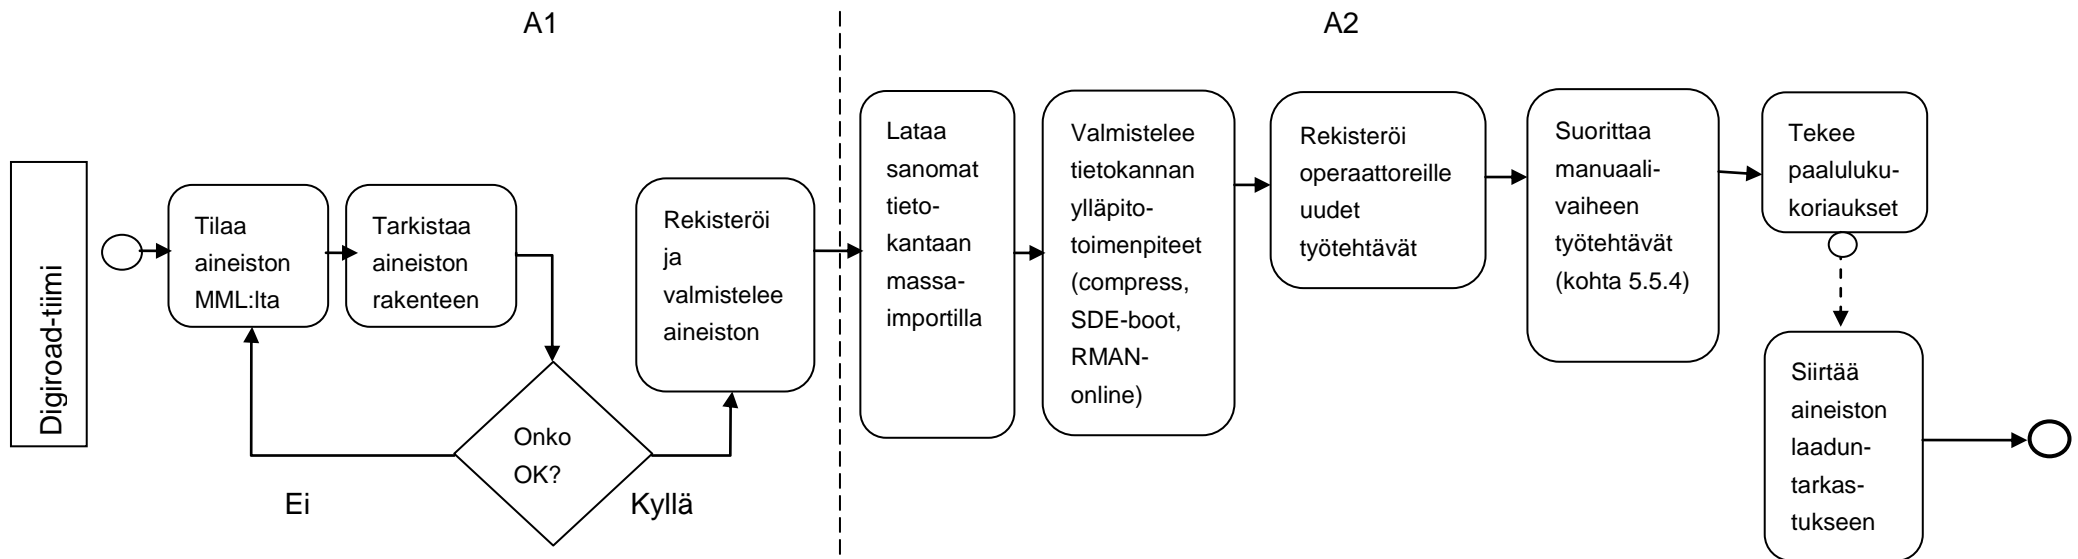 A1
A2
Digiroad-tiimi
Tilaa
aineiston
MML:lta
Tarkistaa
aineiston
rakenteen
Onko
OK?
Ei
Kyllä
Rekisteröi
ja
valmistelee
aineiston
Lataa
sanomat
tieto-
kantaan
massa-
importilla
Valmistelee
tietokannan
ylläpito-
toimenpiteet
(compress,
SDE-boot,
RMAN-
online)
Rekisteröi
operaattoreille
uudet
työtehtävät
Suorittaa
manuaali-
vaiheen
työtehtävät
(kohta 5.5.4)
Tekee
paaluluku-
koriaukset
Siirtää
aineiston
laadun-
tarkas-
tukseen